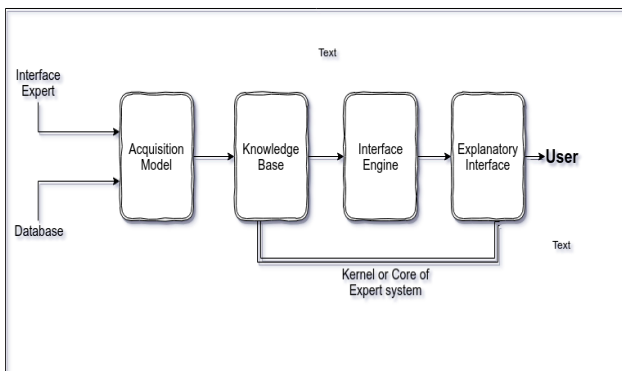 Text
Interface
Expert
Acquisition
Model
Knowledge
Base
Interface
Engine
Explanatory
Interface
User
Database
Text
Kernel or Core of
Expert system